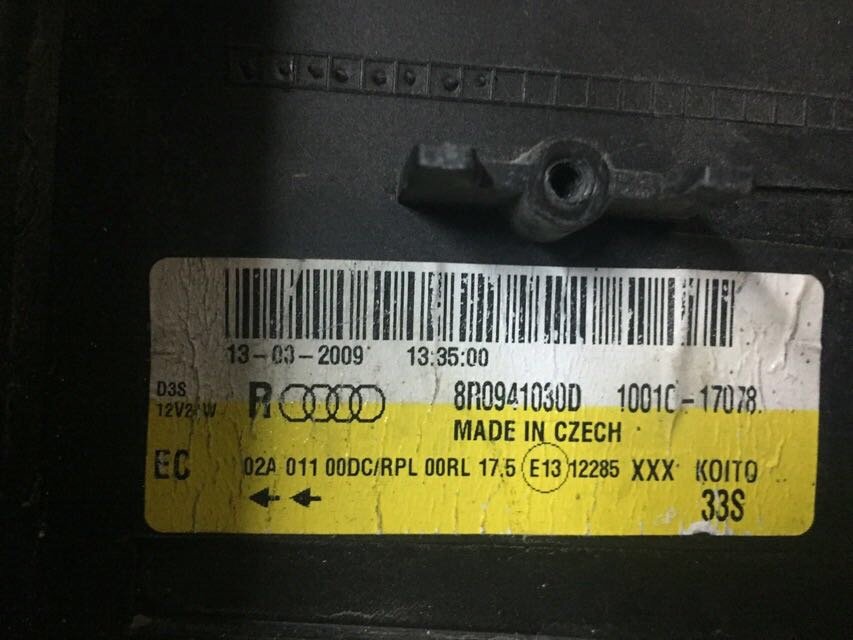 13-03-2009 13:35:00
D3S
R 8R0941030D 10010-17078
12V
MADE IN CZECH
EC 02A 011 00DC/RPL 00RL 17.5 E13 12285 XXX KOITO
33S